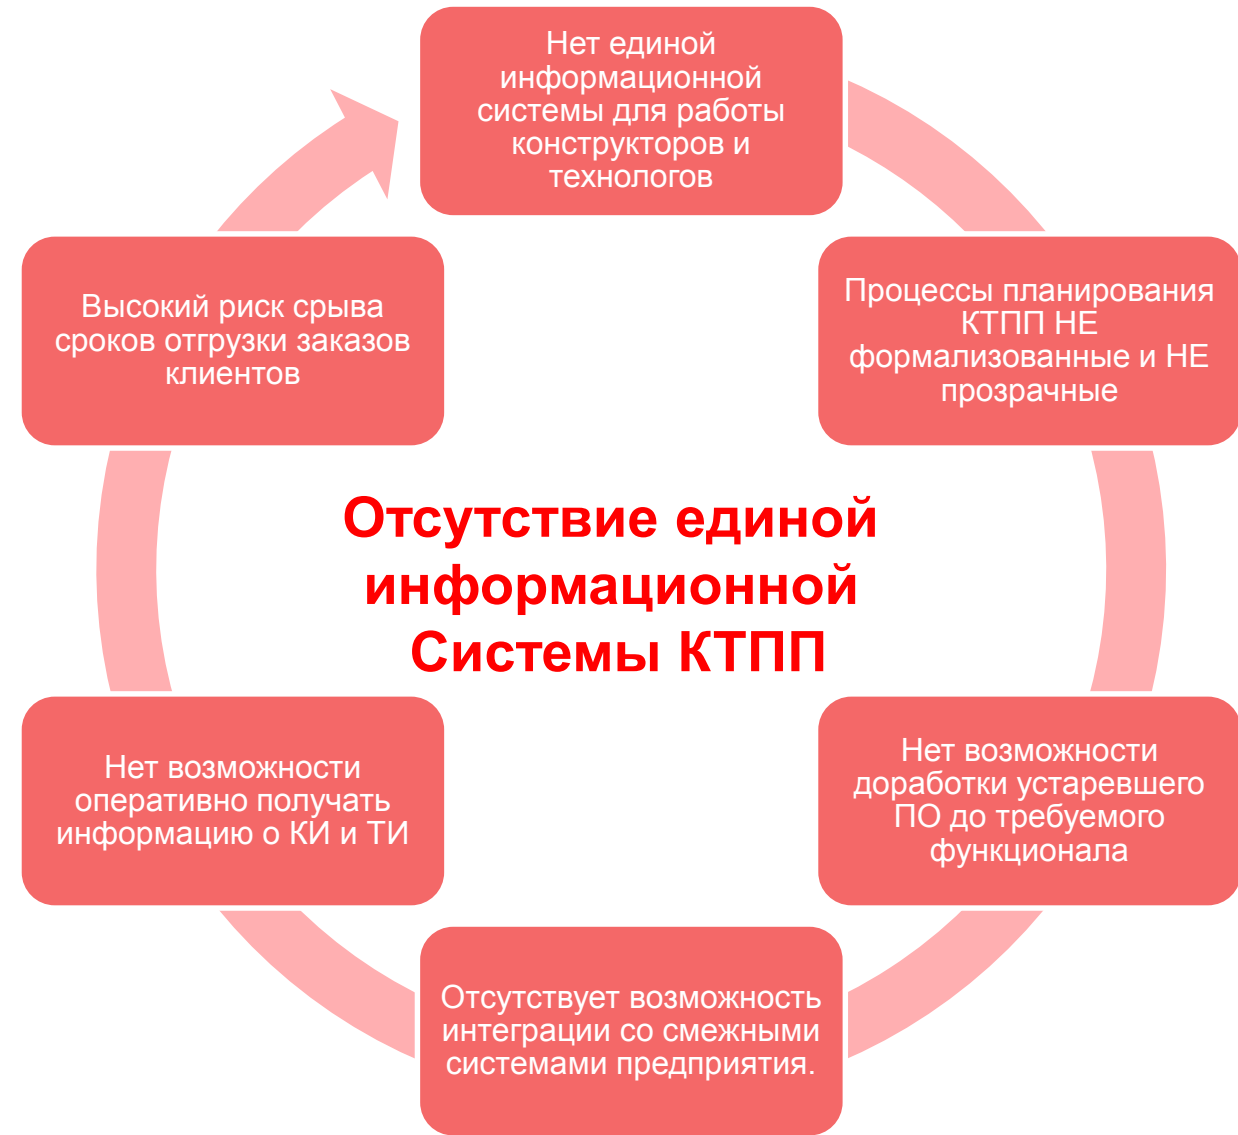 Нет единой
информационной
системы для работы
конструкторов и
технологов
Процессы планирования
КТПП НЕ
формализованные и НЕ
прозрачные
Нет возможности
доработки устаревшего
ПО до требуемого
функционала
Отсутствует возможность
интеграции со смежными
системами предприятия.
Нет возможности
оперативно получать
информацию о КИ и ТИ
Высокий риск срыва
сроков отгрузки заказов
клиентов
Отсутствие единой
информационной
Системы КТПП